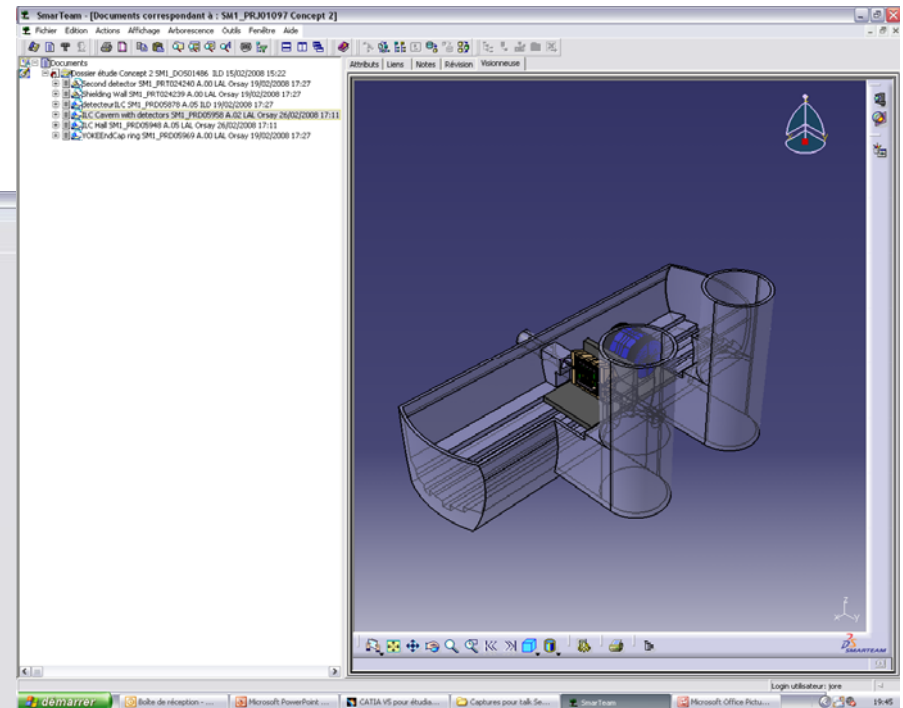 SmarTeam - [Documents correspondant à : SM1_PRJ01097 Concept 2]
Fichier Edition Actions Affichage Arborescence Outils Fenêtre Aide
Documents
Dossier étude Concept 2 SM1_DOS01486 ILD 15/02/2008 15:22
Second detector SM1_PRT024240 A.00 LAL Orsay 19/02/2008 17:27
Shielding Wall SM1_PRT024239 A.00 LAL Orsay 19/02/2008 17:27
detecteurILC SM1_PRD05878 A.05 ILD 19/02/2008 17:27
ILC Cavern with detectors SM1_PRD05958 A.02 LAL Orsay 26/02/2008 17:11
ILC Hall SM1_PRD05948 A.05 LAL Orsay 26/02/2008 17:11
YOKEEndCap ring SM1_PRD05969 A.00 LAL Orsay 19/02/2008 17:27
Attributs Liens Notes Révision Visionneuse
z
x y
SMARTEAM
Login utilisateur: jore
démarrer Boîte de réception - ... Microsoft PowerPoint ... CATIA V5 pour étudia... Captures pour talk Se... SmarTeam Microsoft Office Pictu... 19:45